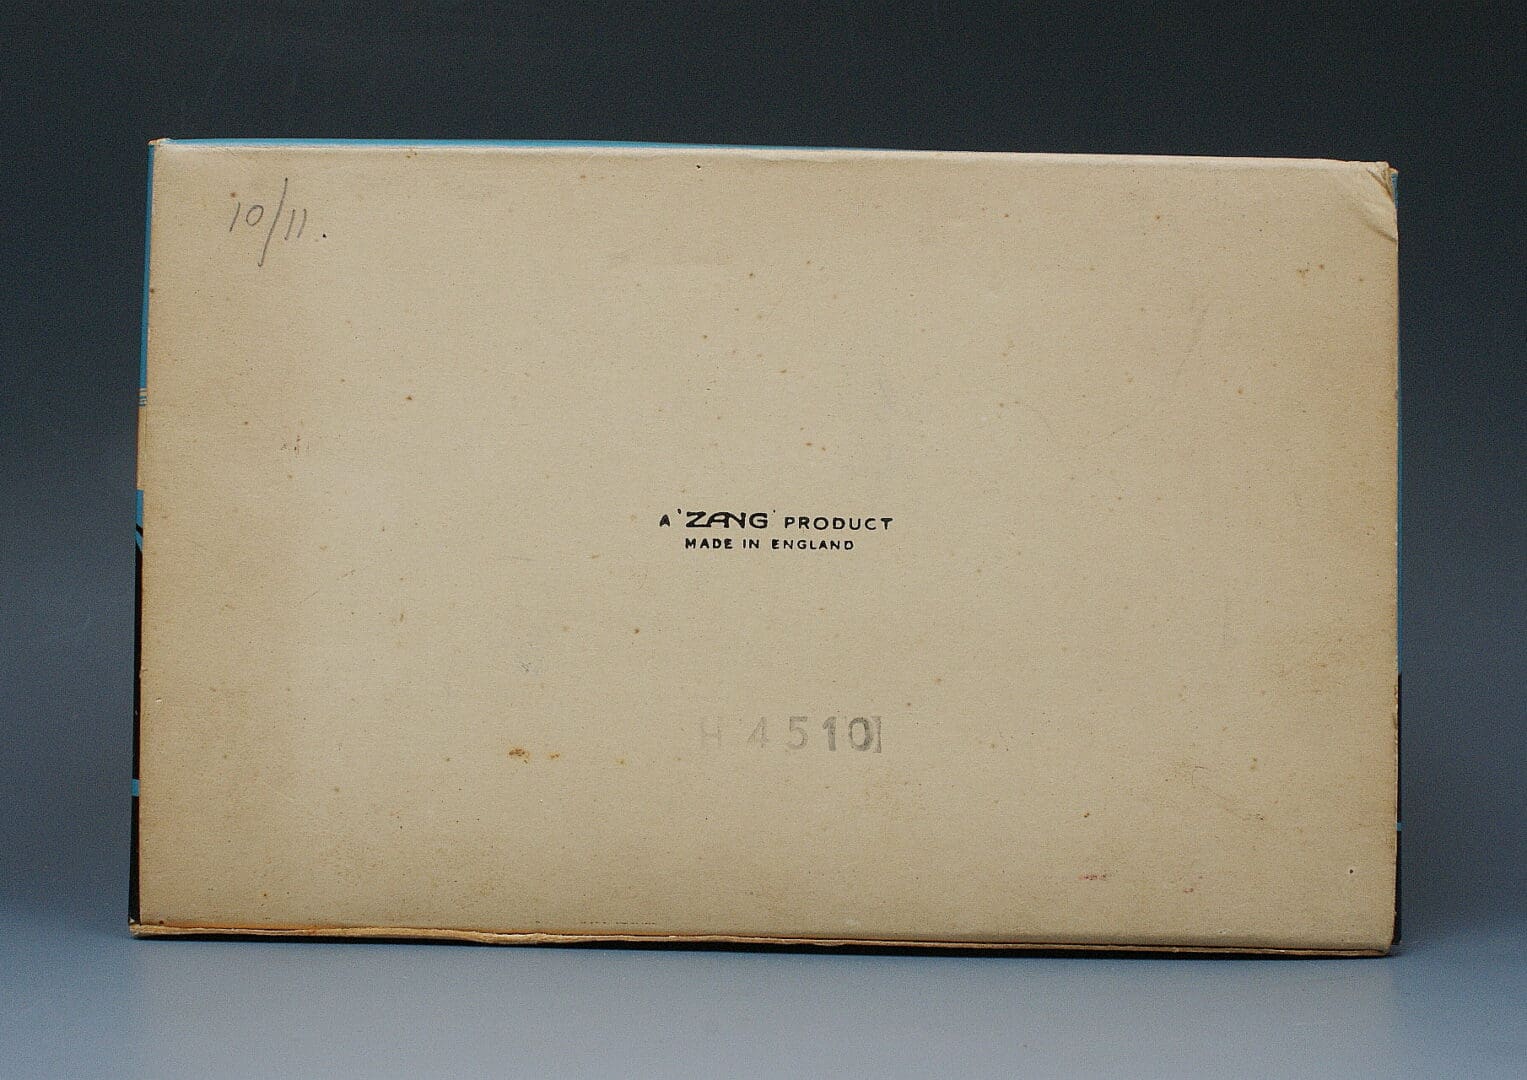 10/11.
A 'ZANG' PRODUCT
MADE IN ENGLAND
H 4510